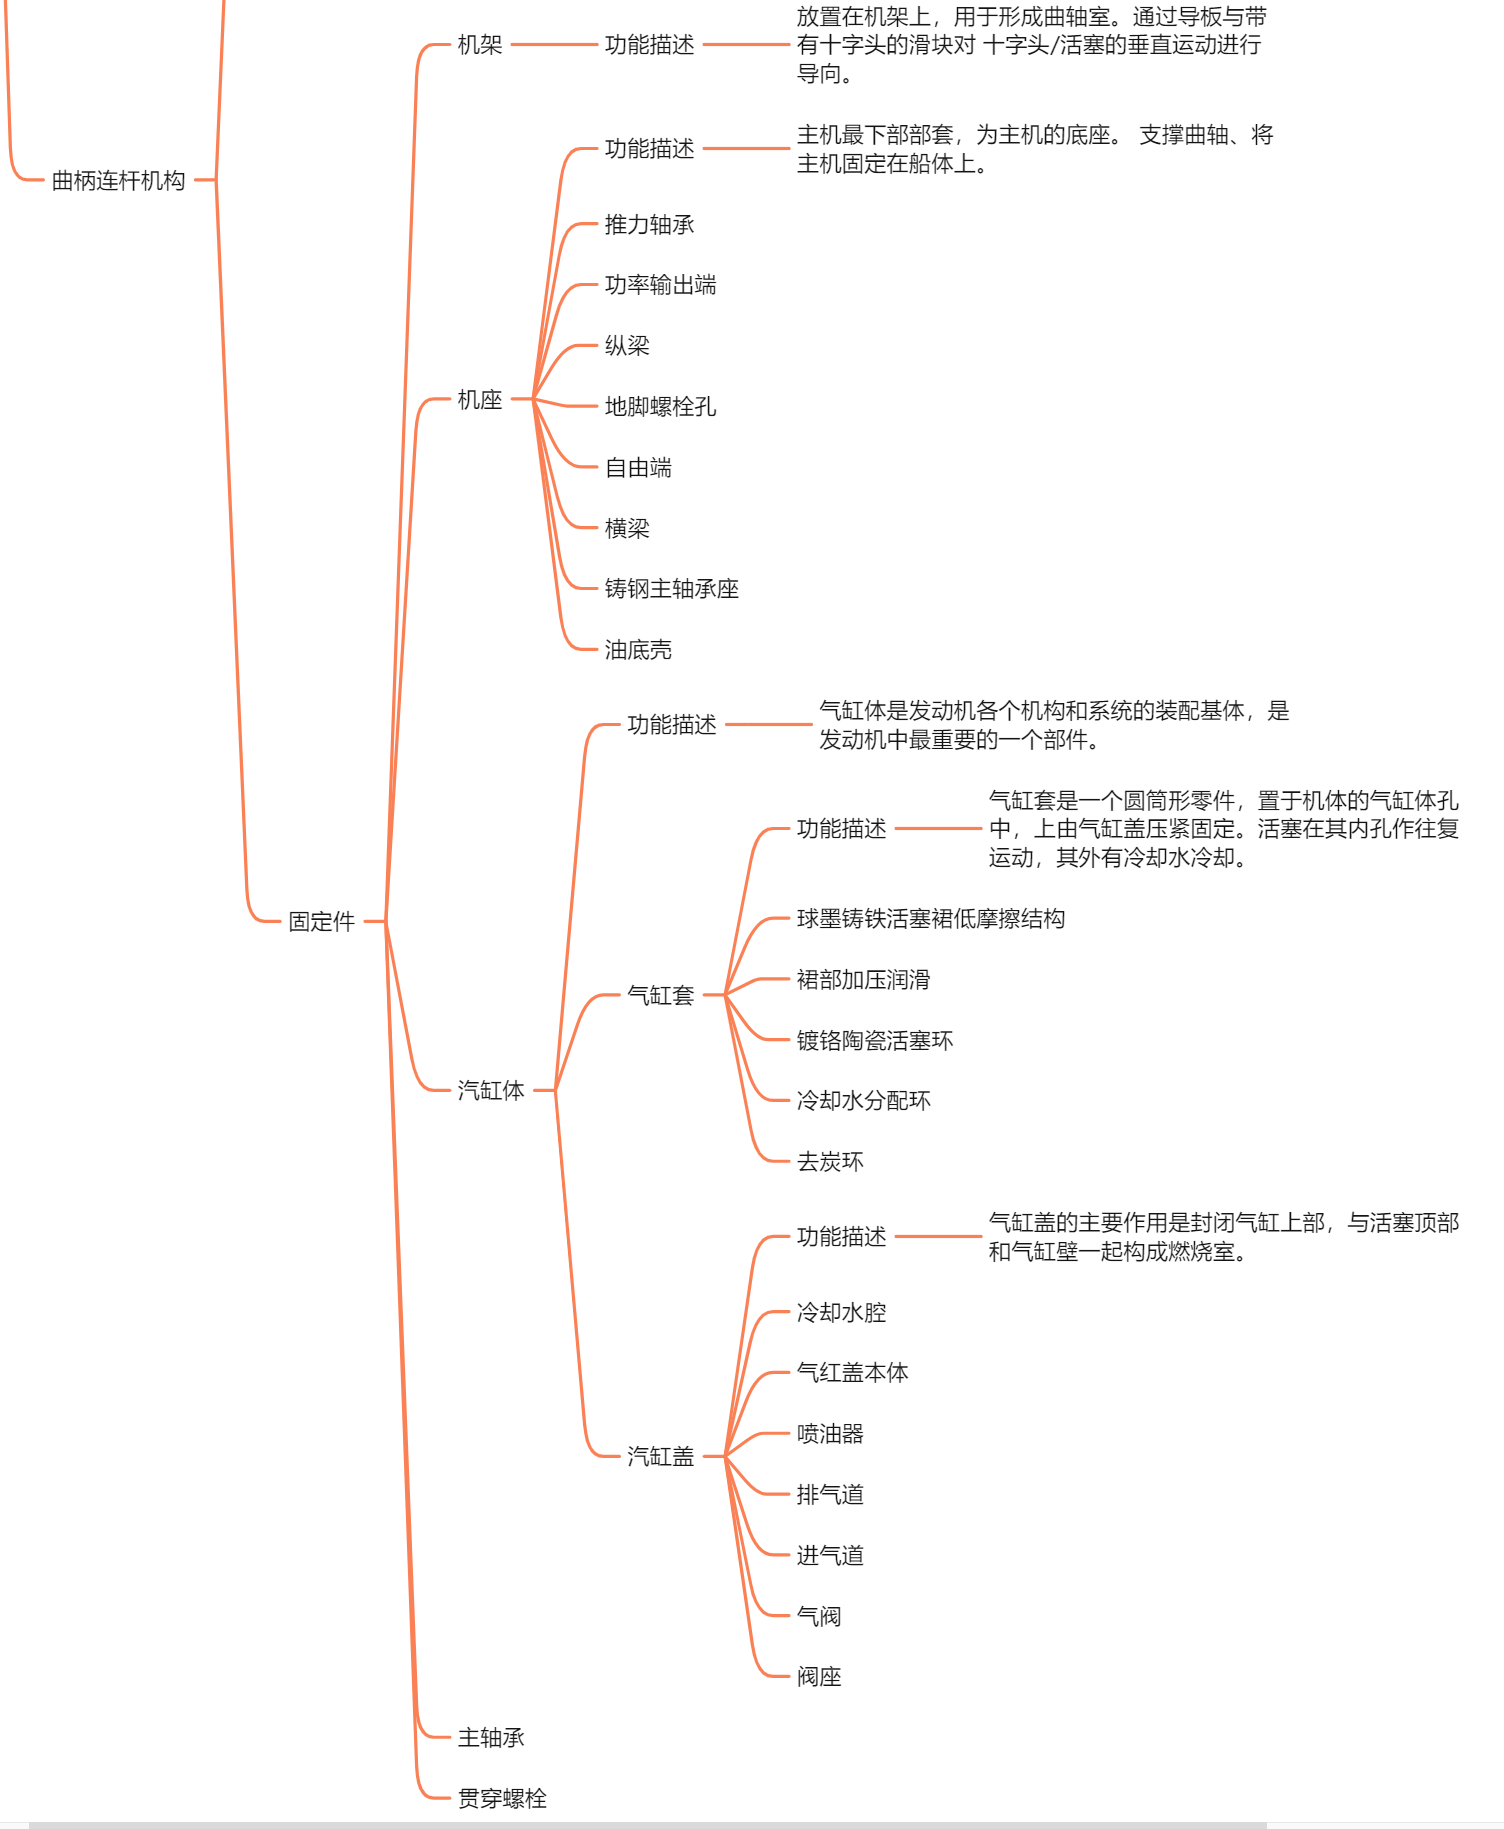 放置在机架上，用于形成曲轴室。通过导板与带
有十字头的滑块对 十字头/活塞的垂直运动进行
导向。
机架
功能描述
主机最下部部套，为主机的底座。 支撑曲轴、将
主机固定在船体上。
功能描述
曲柄连杆机构
推力轴承
功率输出端
纵梁
机座
地脚螺栓孔
自由端
横梁
铸钢主轴承座
油底壳
气缸体是发动机各个机构和系统的装配基体，是
发动机中最重要的一个部件。
功能描述
气缸套是一个圆筒形零件，置于机体的气缸体孔
中，上由气缸盖压紧固定。活塞在其内孔作往复
运动，其外有冷却水冷却。
功能描述
球墨铸铁活塞裙低摩擦结构
固定件
裙部加压润滑
气缸套
镀铬陶瓷活塞环
汽缸体
冷却水分配环
去炭环
气缸盖的主要作用是封闭气缸上部，与活塞顶部
和气缸壁一起构成燃烧室。
功能描述
冷却水腔
气红盖本体
喷油器
汽缸盖
排气道
进气道
气阀
阀座
主轴承
贯穿螺栓